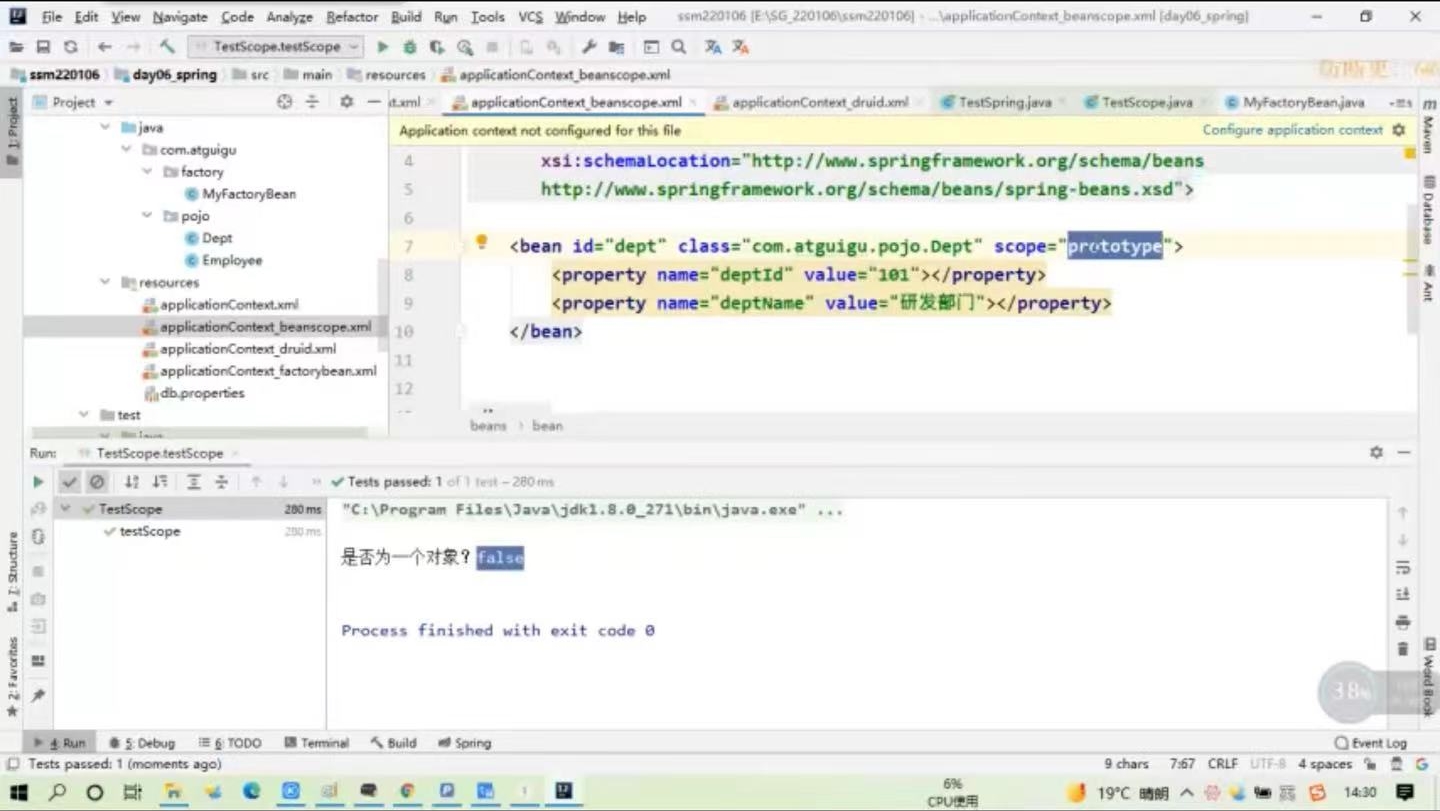 File Edit View Navigate Code Analyze Refactor Build Run Tools VCS Window Help ssm220106 [E:\SG_220106\ssm220106] - ...\applicationContext_beanscope.xml [day06_spring]
TestScope.testScope
ssm220106 day06_spring src main resources applicationContext_beanscope.xml
Project t.xml applicationContext_beanscope.xml applicationContext_druid.xml TestSpring.java TestScope.java MyFactoryBean.java
Application context not configured for this file Configure application context
1: Project
java
com.atguigu
factory
MyFactoryBean
pojo
Dept
Employee
resources
applicationContext.xml
applicationContext_beanscope.xml
applicationContext_druid.xml
applicationContext_factorybean.xml
db.properties
test
java
4 xsi:schemaLocation="http://www.springframework.org/schema/beans
5 http://www.springframework.org/schema/beans/spring-beans.xsd">
6
7 <bean id="dept" class="com.atguigu.pojo.Dept" scope="prototype">
8 <property name="deptId" value="101"></property>
9 <property name="deptName" value="研发部门"></property>
10 </bean>
11
12
beans › bean
Maven
Database
Ant
Word Book
Run: TestScope.testScope
Tests passed: 1 of 1 test – 280 ms
TestScope 280 ms
testScope 280 ms
"C:\Program Files\Java\jdk1.8.0_271\bin\java.exe" ...
是否为一个对象？false
Process finished with exit code 0
38%
Z: Structure
2: Favorites
4: Run 5: Debug 6: TODO Terminal Build Spring Event Log
Tests passed: 1 (moments ago) 9 chars 7:67 CRLF UTF-8 4 spaces
6%
CPU使用
19°C 晴朗 英 14:30